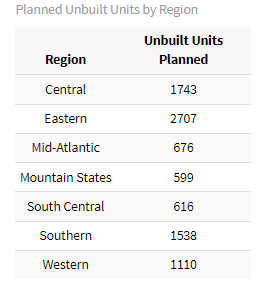 Planned Unbuilt Units by Region
Region Unbuilt Units Planned
Central 1743
Eastern 2707
Mid-Atlantic 676
Mountain States 599
South Central 616
Southern 1538
Western 1110